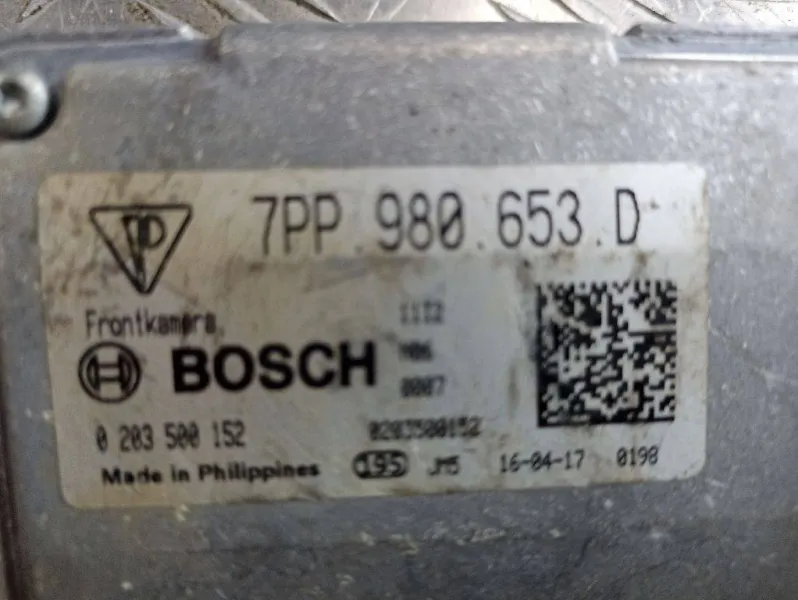 7PP.980.653.D
Frontkamera
11I2
H06
0007
BOSCH
0 203 500 152
0203500152
Made in Philippines
195
JM5
16-04-17
0198